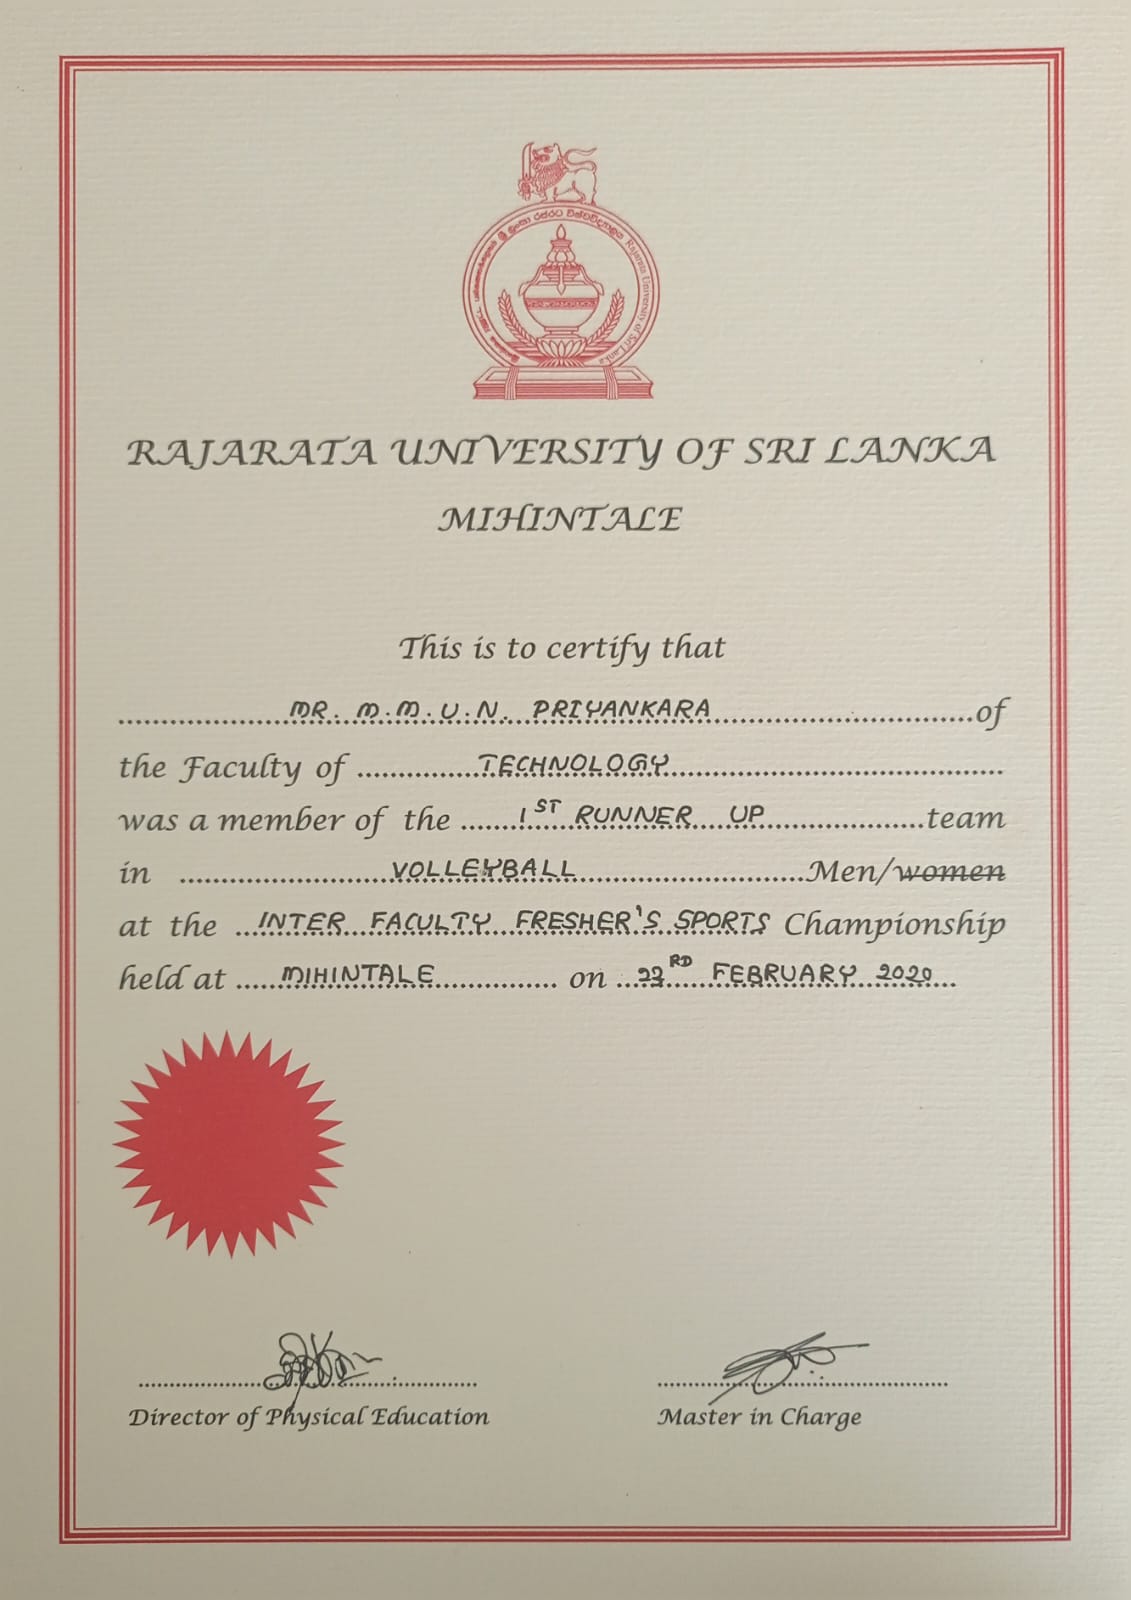 RAJARATA UNIVERSITY OF SRI LANKA
MIHINTALE
This is to certify that
MR. M.M.U.N. PRIYANKARA of
the Faculty of TECHNOLOGY
was a member of the 1ST RUNNER UP team
in VOLLEYBALL Men/women
at the INTER FACULTY FRESHER'S SPORTS Championship
held at MIHINTALE on 23RD FEBRUARY 2020
Director of Physical Education
Master in Charge